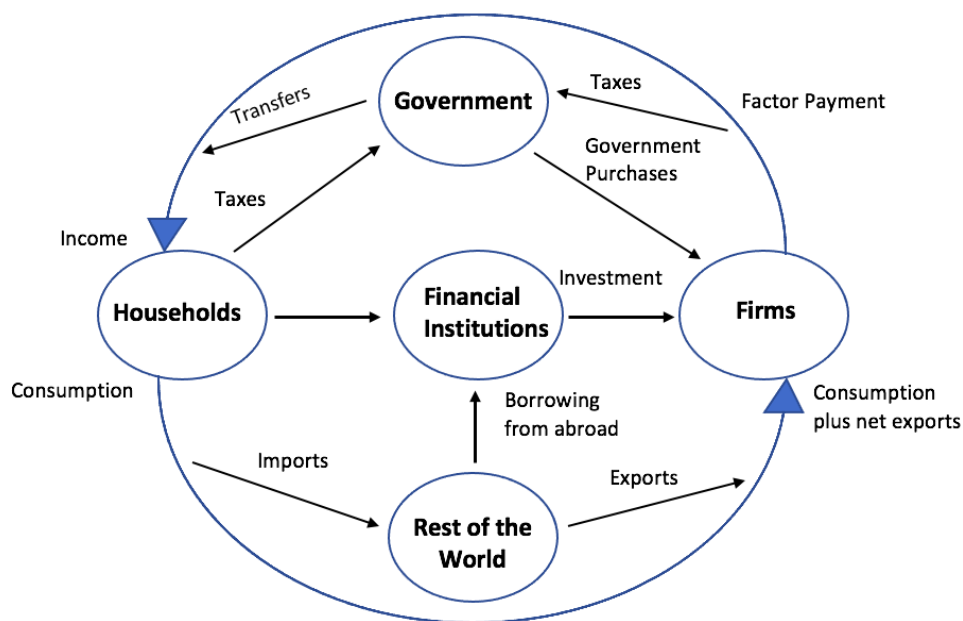 Taxes
Government
Transfers
Factor Payment
Government
Purchases
Taxes
Income
Investment
Households
Financial
Institutions
Firms
Consumption
Borrowing
from abroad
Consumption
plus net exports
Imports
Exports
Rest of the
World